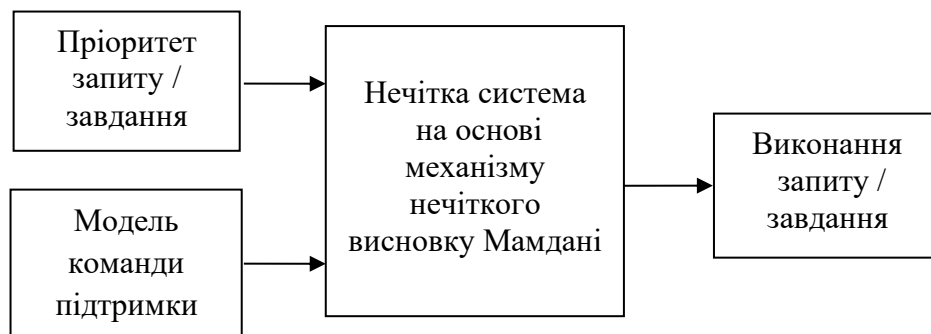 Пріоритет
запиту /
завдання
Модель
команди
підтримки
Нечітка система
на основі
механізму
нечіткого
висновку Мамдані
Виконання
запиту /
завдання